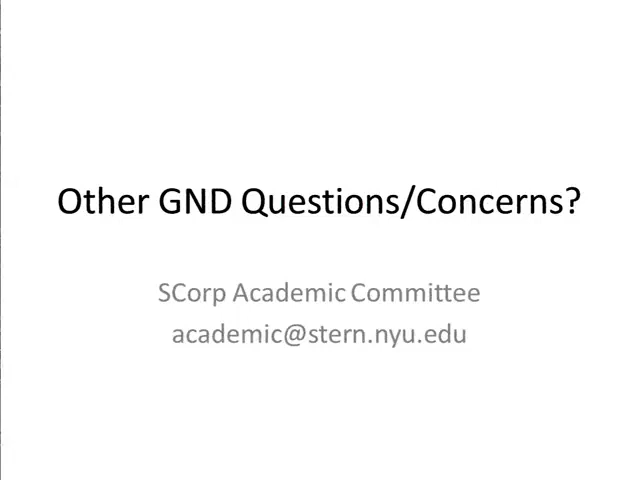 Other GND Questions/Concerns?
SCorp Academic Committee
academic@stern.nyu.edu